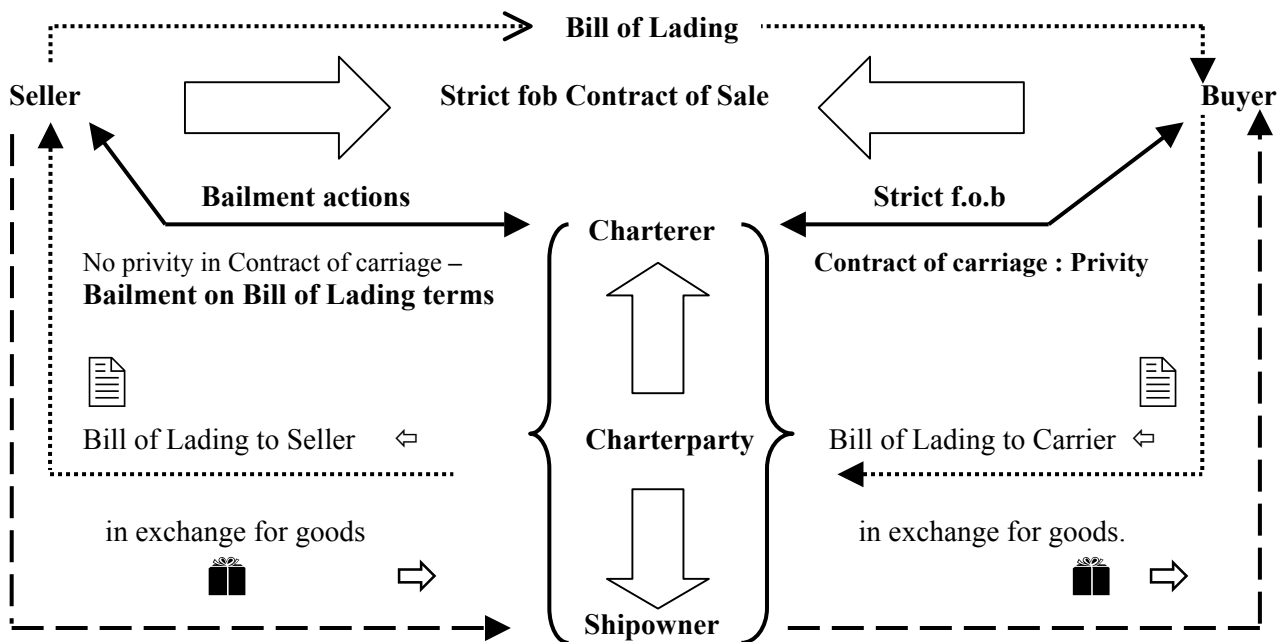 Bill of Lading
Seller
Strict fob Contract of Sale
Buyer
Bailment actions
Strict f.o.b
Charterer
No privity in Contract of carriage –
Bailment on Bill of Lading terms
Contract of carriage : Privity
Bill of Lading to Seller
Charterparty
Bill of Lading to Carrier
in exchange for goods
in exchange for goods.
Shipowner